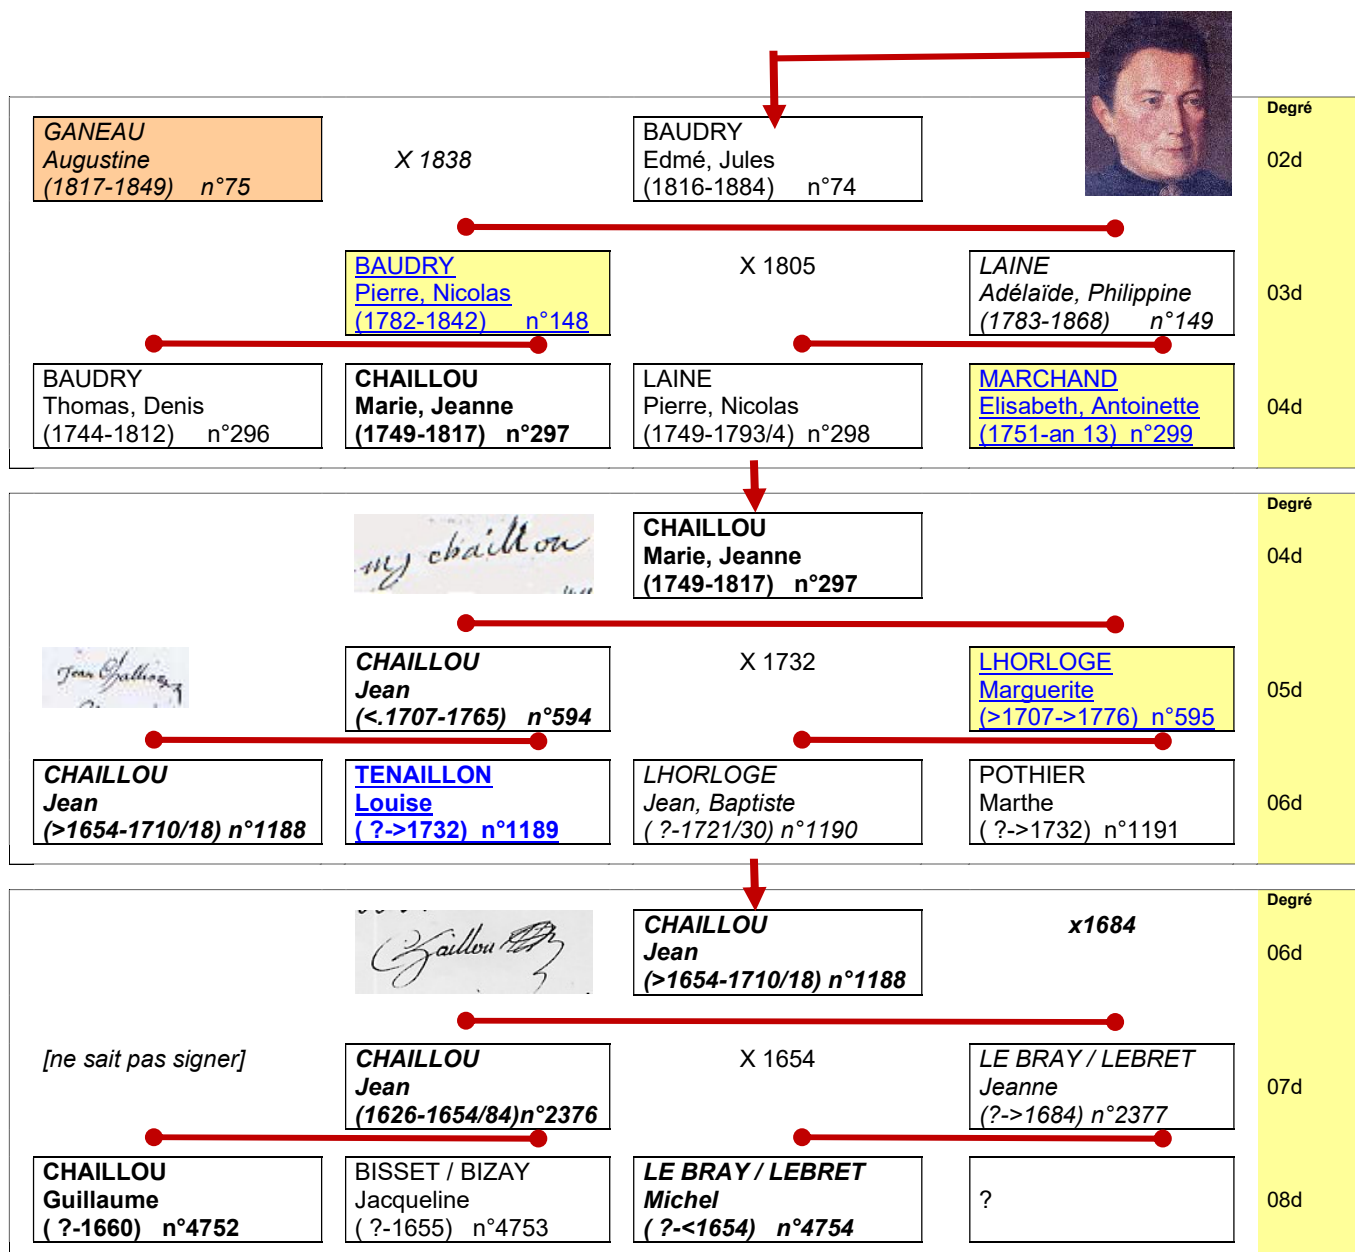 Degré
GANEAU
Augustine
(1817-1849) n°75
X 1838
BAUDRY
Edmé, Jules
(1816-1884) n°74
02d
BAUDRY
Pierre, Nicolas
(1782-1842) n°148
X 1805
LAINE
Adélaïde, Philippine
(1783-1868) n°149
03d
BAUDRY
Thomas, Denis
(1744-1812) n°296
CHAILLOU
Marie, Jeanne
(1749-1817) n°297
LAINE
Pierre, Nicolas
(1749-1793/4) n°298
MARCHAND
Elisabeth, Antoinette
(1751-an 13) n°299
04d
Degré
mj chaillou
CHAILLOU
Marie, Jeanne
(1749-1817) n°297
04d
Jean
CHAILLOU
Jean
(<.1707-1765) n°594
X 1732
LHORLOGE
Marguerite
(>1707->1776) n°595
05d
CHAILLOU
Jean
(>1654-1710/18) n°1188
TENAILLON
Louise
( ?->1732) n°1189
LHORLOGE
Jean, Baptiste
( ?-1721/30) n°1190
POTHIER
Marthe
( ?->1732) n°1191
06d
Degré
Chaillou
CHAILLOU
Jean
(>1654-1710/18) n°1188
x1684
06d
[ne sait pas signer]
CHAILLOU
Jean
(1626-1654/84)n°2376
X 1654
LE BRAY / LEBRET
Jeanne
(?->1684) n°2377
07d
CHAILLOU
Guillaume
( ?-1660) n°4752
BISSET / BIZAY
Jacqueline
( ?-1655) n°4753
LE BRAY / LEBRET
Michel
( ?-<1654) n°4754
?
08d